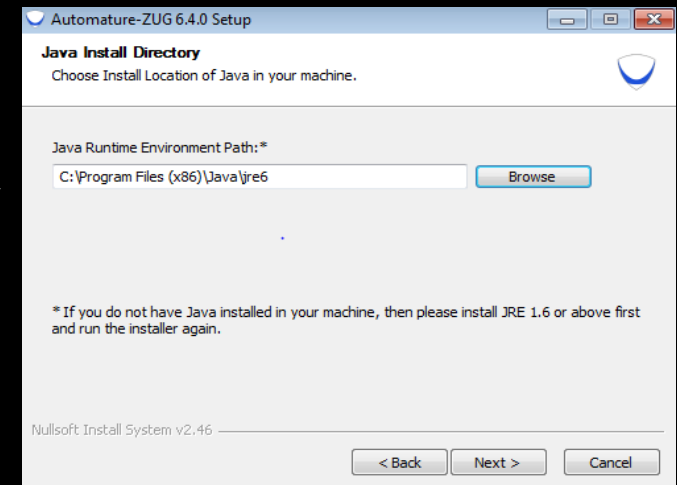 Automature-ZUG 6.4.0 Setup
Java Install Directory
Choose Install Location of Java in your machine.
Java Runtime Environment Path:*
C:\Program Files (x86)\Java\jre6
Browse
* If you do not have Java installed in your machine, then please install JRE 1.6 or above first
and run the installer again.
Nullsoft Install System v2.46
< Back
Next >
Cancel